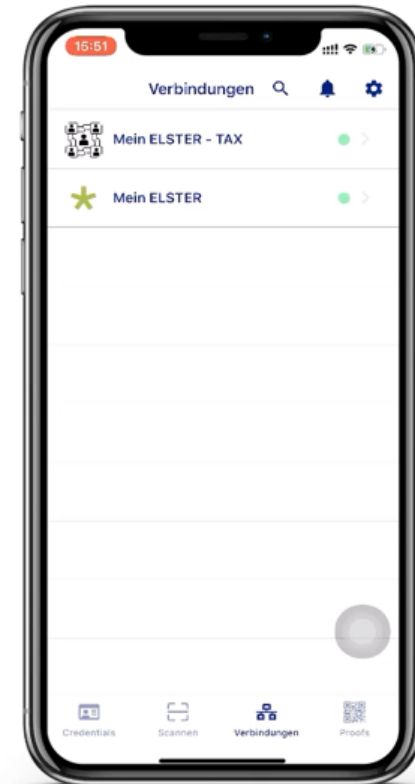 15:51
Verbindungen
Mein ELSTER - TAX
Mein ELSTER
Credentials Scannen Verbindungen Proofs